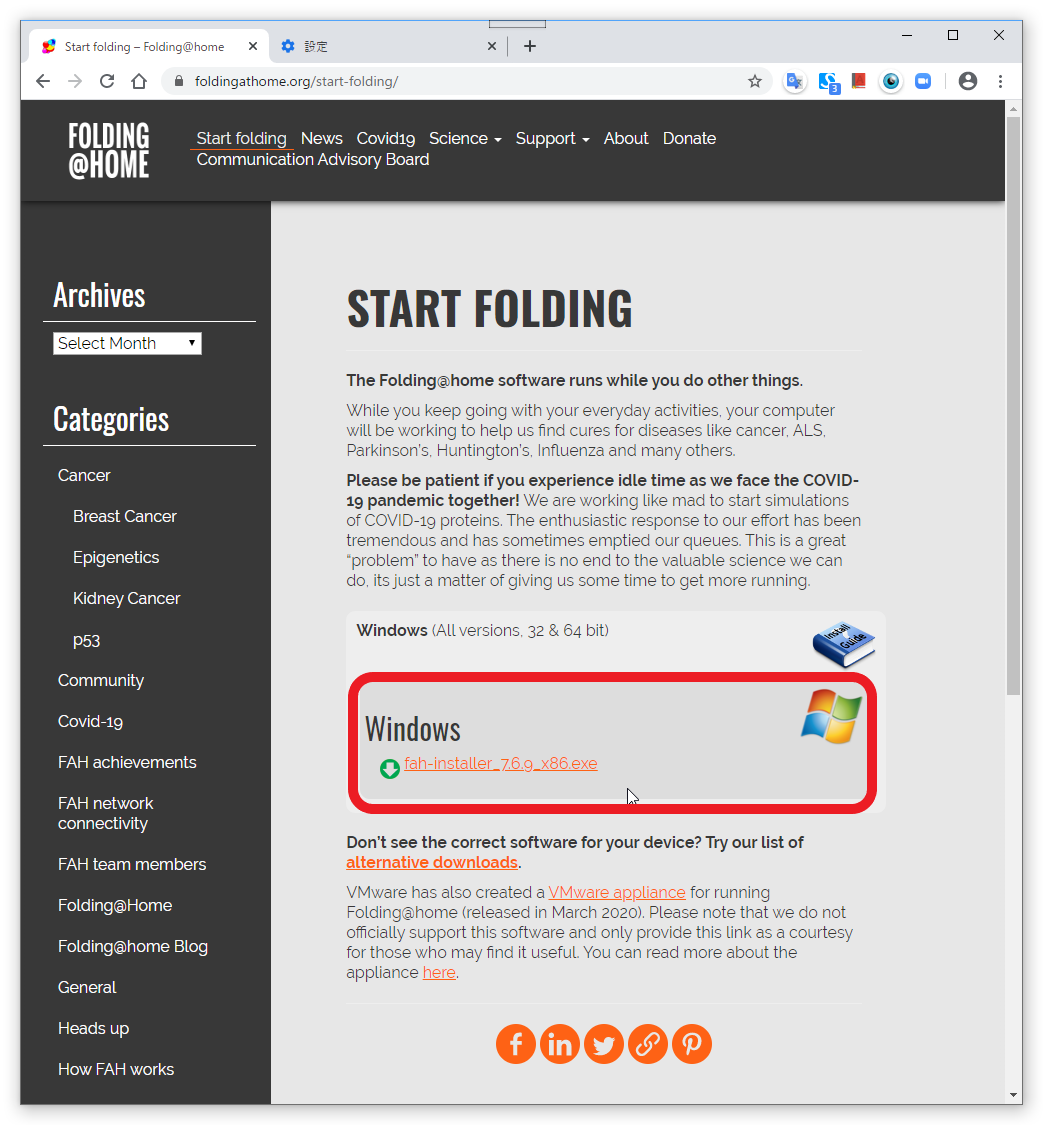 Start folding – Folding@home
設定
foldingathome.org/start-folding/
3
FOLDING
@HOME
Start folding News Covid19 Science Support About Donate
Communication Advisory Board
Archives
Select Month
Categories
Cancer
Breast Cancer
Epigenetics
Kidney Cancer
p53
Community
Covid-19
FAH achievements
FAH network
connectivity
FAH team members
Folding@Home
Folding@home Blog
General
Heads up
How FAH works
START FOLDING
The Folding@home software runs while you do other things.
While you keep going with your everyday activities, your computer
will be working to help us find cures for diseases like cancer, ALS,
Parkinson's, Huntington's, Influenza and many others.
Please be patient if you experience idle time as we face the COVID-
19 pandemic together! We are working like mad to start simulations
of COVID-19 proteins. The enthusiastic response to our effort has been
tremendous and has sometimes emptied our queues. This is a great
“problem” to have as there is no end to the valuable science we can
do, its just a matter of giving us some time to get more running.
Windows (All versions, 32 & 64 bit)
Install
Guide
Windows
fah-installer_7.6.9_x86.exe
Don't see the correct software for your device? Try our list of
alternative downloads.
VMware has also created a VMware appliance for running
Folding@home (released in March 2020). Please note that we do not
officially support this software and only provide this link as a courtesy
for those who may find it useful. You can read more about the
appliance here.